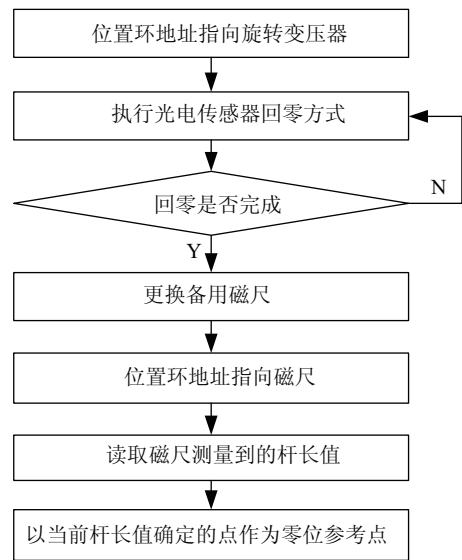 位置环地址指向旋转变压器
执行光电传感器回零方式
N
回零是否完成
Y
更换备用磁尺
位置环地址指向磁尺
读取磁尺测量到的杆长值
以当前杆长值确定的点作为零位参考点